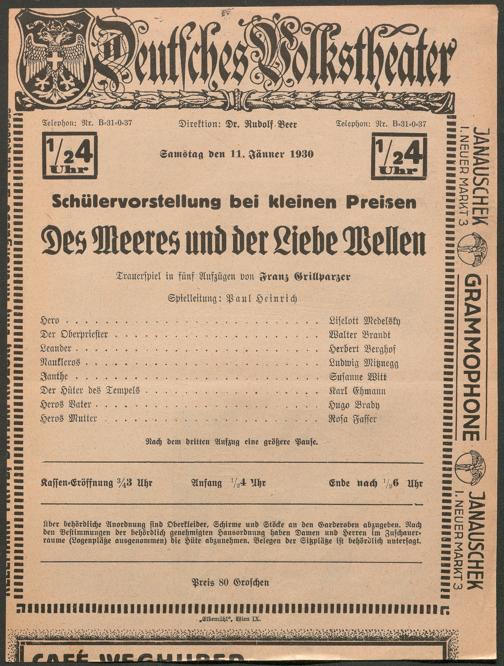 Deutsches Volkstheater
Telephon: Nr. B-31-0-37 Direktion: Dr. Rudolf Beer Telephon: Nr. B-31-0-37
1/2 4 Uhr Samstag den 11. Jänner 1930 1/2 4 Uhr
Schülervorstellung bei kleinen Preisen
Des Meeres und der Liebe Wellen
Trauerspiel in fünf Aufzügen von Franz Grillparzer
Spielleitung: Paul Heinrich
Hero . . . . . . . . . . Liselott Medelsky
Der Oberpriester . . . . . . . . . . Walter Brandt
Leander . . . . . . . . . . Herbert Berghof
Naukleros . . . . . . . . . . Ludwig Mitznegg
Janthe . . . . . . . . . . Susanne Witt
Der Hüter des Tempels . . . . . . . . . . Karl Ehmann
Heros Vater . . . . . . . . . . Hugo Brady
Heros Mutter . . . . . . . . . . Rosa Fasser
Nach dem dritten Aufzug eine größere Pause.
Kassen-Eröffnung 3/4 3 Uhr Anfang 1/2 4 Uhr Ende nach 1/2 6 Uhr
Über behördliche Anordnung sind Oberkleider, Schirme und Stöcke an den Garderoben abzugeben. Nach
den Bestimmungen der behördlich genehmigten Hausordnung haben Damen und Herren im Zuschauer-
raume (Logenplätze ausgenommen) die Hüte abzunehmen. Belegen der Sitzplätze ist behördlich untersagt.
Preis 80 Groschen
„Elbemühl“, Wien IX.
JANAUSCHEK
I. NEUER MARKT 3
GRAMMOPHONE
JANAUSCHEK
I. NEUER MARKT 3
CAFÉ WEGHUBER